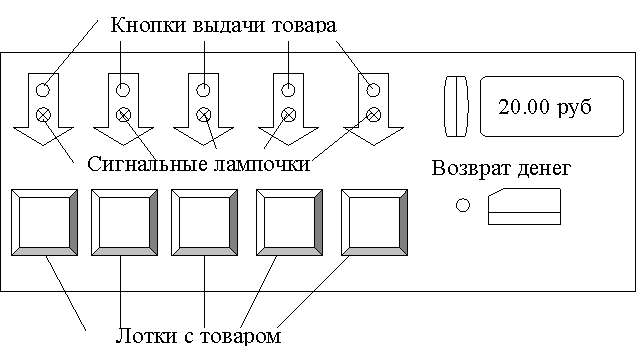 Кнопки выдачи товара
20.00 руб
Сигнальные лампочки
Возврат денег
Лотки с товаром